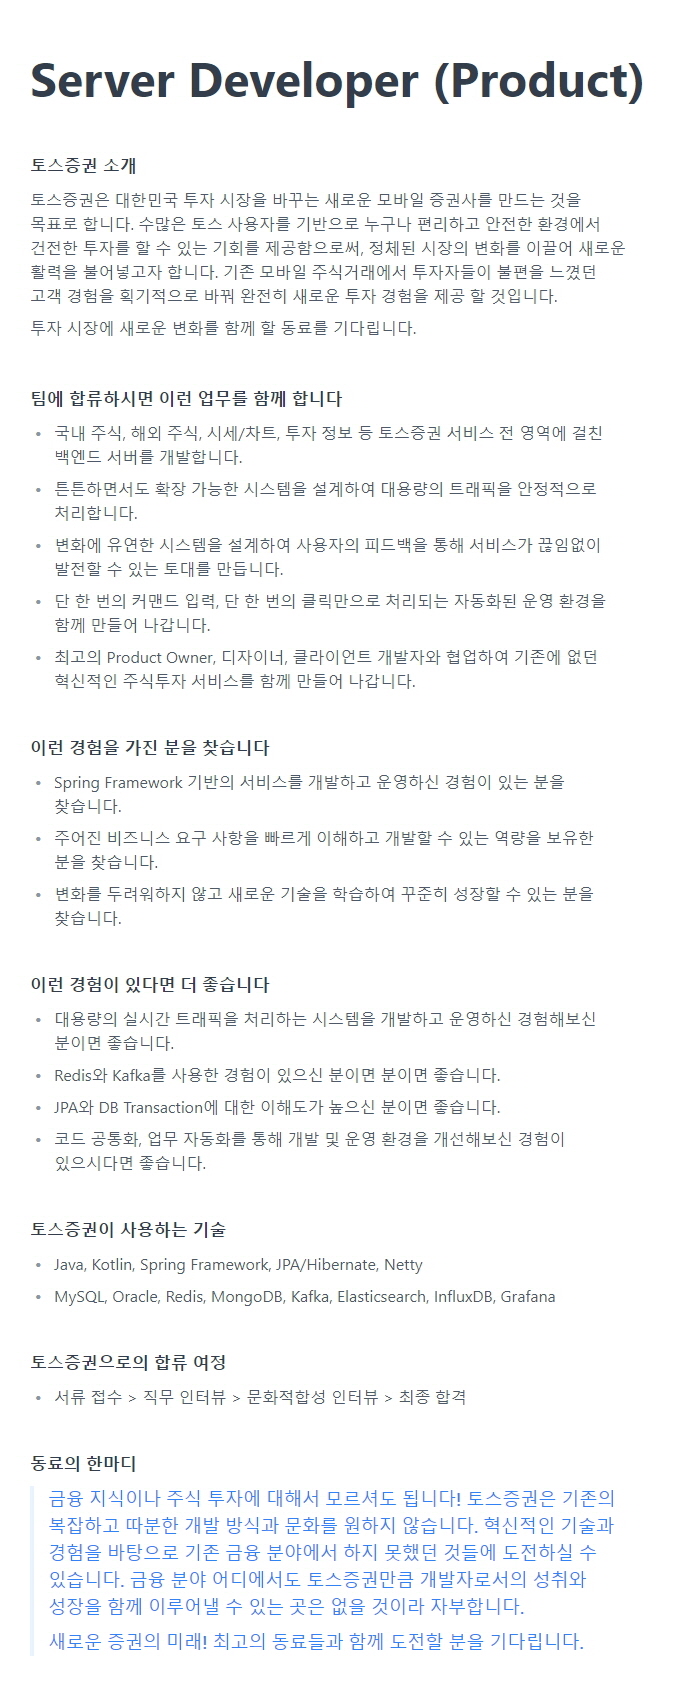 Server Developer (Product)
토스증권 소개
토스증권은 대한민국 투자 시장을 바꾸는 새로운 모바일 증권사를 만드는 것을
목표로 합니다. 수많은 토스 사용자를 기반으로 누구나 편리하고 안전한 환경에서
건전한 투자를 할 수 있는 기회를 제공함으로써, 정체된 시장의 변화를 이끌어 새로운
활력을 불어넣고자 합니다. 기존 모바일 주식거래에서 투자자들이 불편을 느꼈던
고객 경험을 획기적으로 바꿔 완전히 새로운 투자 경험을 제공 할 것입니다.
투자 시장에 새로운 변화를 함께 할 동료를 기다립니다.
팀에 합류하시면 이런 업무를 함께 합니다
• 국내 주식, 해외 주식, 시세/차트, 투자 정보 등 토스증권 서비스 전 영역에 걸친
백엔드 서버를 개발합니다.
• 튼튼하면서도 확장 가능한 시스템을 설계하여 대용량의 트래픽을 안정적으로
처리합니다.
• 변화에 유연한 시스템을 설계하여 사용자의 피드백을 통해 서비스가 끊임없이
발전할 수 있는 토대를 만듭니다.
• 단 한 번의 커맨드 입력, 단 한 번의 클릭만으로 처리되는 자동화된 운영 환경을
함께 만들어 나갑니다.
• 최고의 Product Owner, 디자이너, 클라이언트 개발자와 협업하여 기존에 없던
혁신적인 주식투자 서비스를 함께 만들어 나갑니다.
이런 경험을 가진 분을 찾습니다
• Spring Framework 기반의 서비스를 개발하고 운영하신 경험이 있는 분을
찾습니다.
• 주어진 비즈니스 요구 사항을 빠르게 이해하고 개발할 수 있는 역량을 보유한
분을 찾습니다.
• 변화를 두려워하지 않고 새로운 기술을 학습하여 꾸준히 성장할 수 있는 분을
찾습니다.
이런 경험이 있다면 더 좋습니다
• 대용량의 실시간 트래픽을 처리하는 시스템을 개발하고 운영하신 경험해보신
분이면 좋습니다.
• Redis와 Kafka를 사용한 경험이 있으신 분이면 분이면 좋습니다.
• JPA와 DB Transaction에 대한 이해도가 높으신 분이면 좋습니다.
• 코드 공통화, 업무 자동화를 통해 개발 및 운영 환경을 개선해보신 경험이
있으시다면 좋습니다.
토스증권이 사용하는 기술
• Java, Kotlin, Spring Framework, JPA/Hibernate, Netty
• MySQL, Oracle, Redis, MongoDB, Kafka, Elasticsearch, InfluxDB, Grafana
토스증권으로의 합류 여정
• 서류 접수 > 직무 인터뷰 > 문화적합성 인터뷰 > 최종 합격
동료의 한마디
금융 지식이나 주식 투자에 대해서 모르셔도 됩니다! 토스증권은 기존의
복잡하고 따분한 개발 방식과 문화를 원하지 않습니다. 혁신적인 기술과
경험을 바탕으로 기존 금융 분야에서 하지 못했던 것들에 도전하실 수
있습니다. 금융 분야 어디에서도 토스증권만큼 개발자로서의 성취와
성장을 함께 이루어낼 수 있는 곳은 없을 것이라 자부합니다.
새로운 증권의 미래! 최고의 동료들과 함께 도전할 분을 기다립니다.